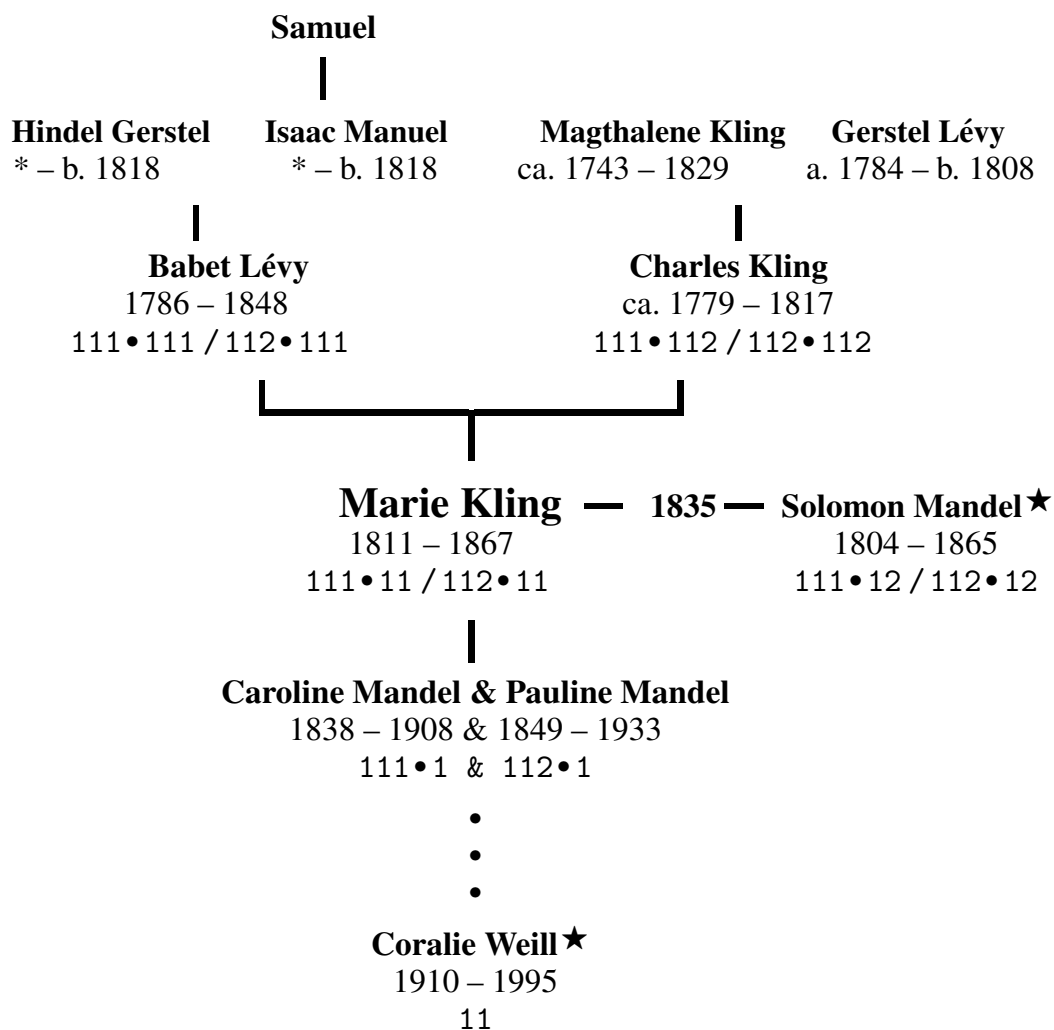 Samuel
Hindel Gerstel Isaac Manuel Magthalene Kling Gerstel Lévy
* – b. 1818 * – b. 1818 ca. 1743 – 1829 a. 1784 – b. 1808
Babet Lévy Charles Kling
1786 – 1848 ca. 1779 – 1817
111•111 / 112•111 111•112 / 112•112
Marie Kling — 1835 — Solomon Mandel★
1811 – 1867 1804 – 1865
111•11 / 112•11 111•12 / 112•12
Caroline Mandel & Pauline Mandel
1838 – 1908 & 1849 – 1933
111•1 & 112•1
•
•
•
Coralie Weill★
1910 – 1995
11